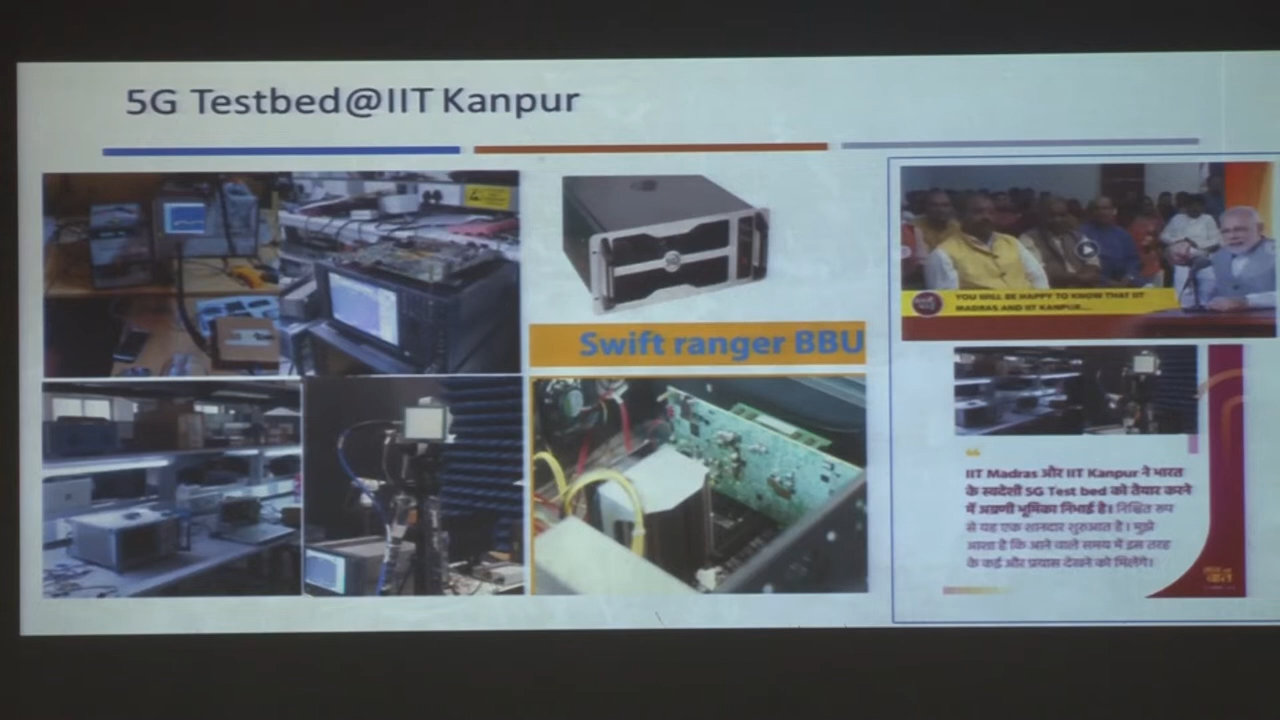 5G Testbed@IIT Kanpur
Swift ranger BBU
YOU WILL BE HAPPY TO KNOW THAT IIT
MADRAS AND IIT KANPUR....
IIT Madras और IIT Kanpur ने भारत
के स्वदेशी 5G Test bed को तैयार करने
में अग्रणी भूमिका निभाई है। निश्चित रूप
से यह एक शानदार शुरुआत है। मुझे
आशा है कि आने वाले समय में इस तरह
के कई और प्रयास देखने को मिलेंगे।
बात